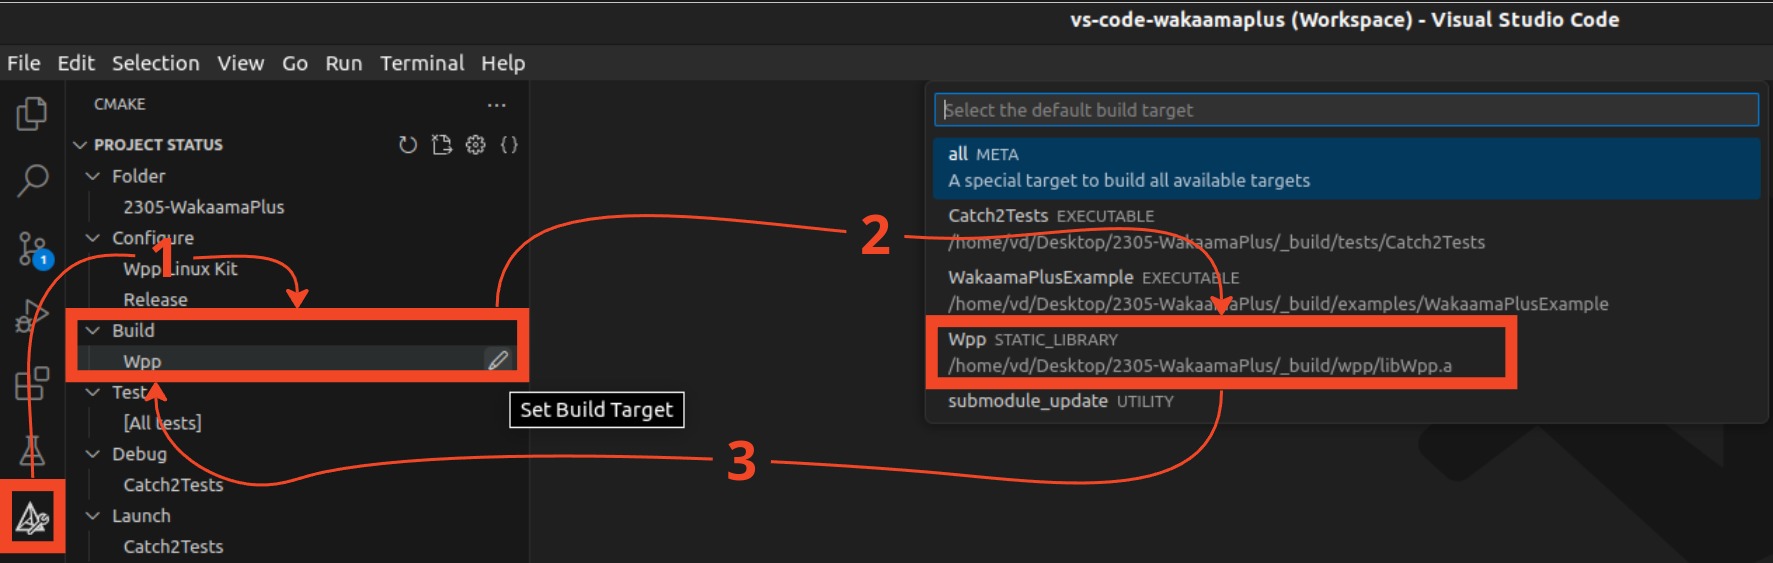 vs-code-wakaamaplus (Workspace) - Visual Studio Code
File Edit Selection View Go Run Terminal Help
CMAKE
PROJECT STATUS
Folder
2305-WakaamaPlus
Configure
Wpp Linux Kit
Release
Build
Wpp
Test
[All tests]
Debug
Catch2Tests
Launch
Catch2Tests
1
1
2
3
Set Build Target
Select the default build target
all META
A special target to build all available targets
Catch2Tests EXECUTABLE
/home/vd/Desktop/2305-WakaamaPlus/_build/tests/Catch2Tests
WakaamaPlusExample EXECUTABLE
/home/vd/Desktop/2305-WakaamaPlus/_build/examples/WakaamaPlusExample
Wpp STATIC_LIBRARY
/home/vd/Desktop/2305-WakaamaPlus/_build/wpp/libWpp.a
submodule_update UTILITY